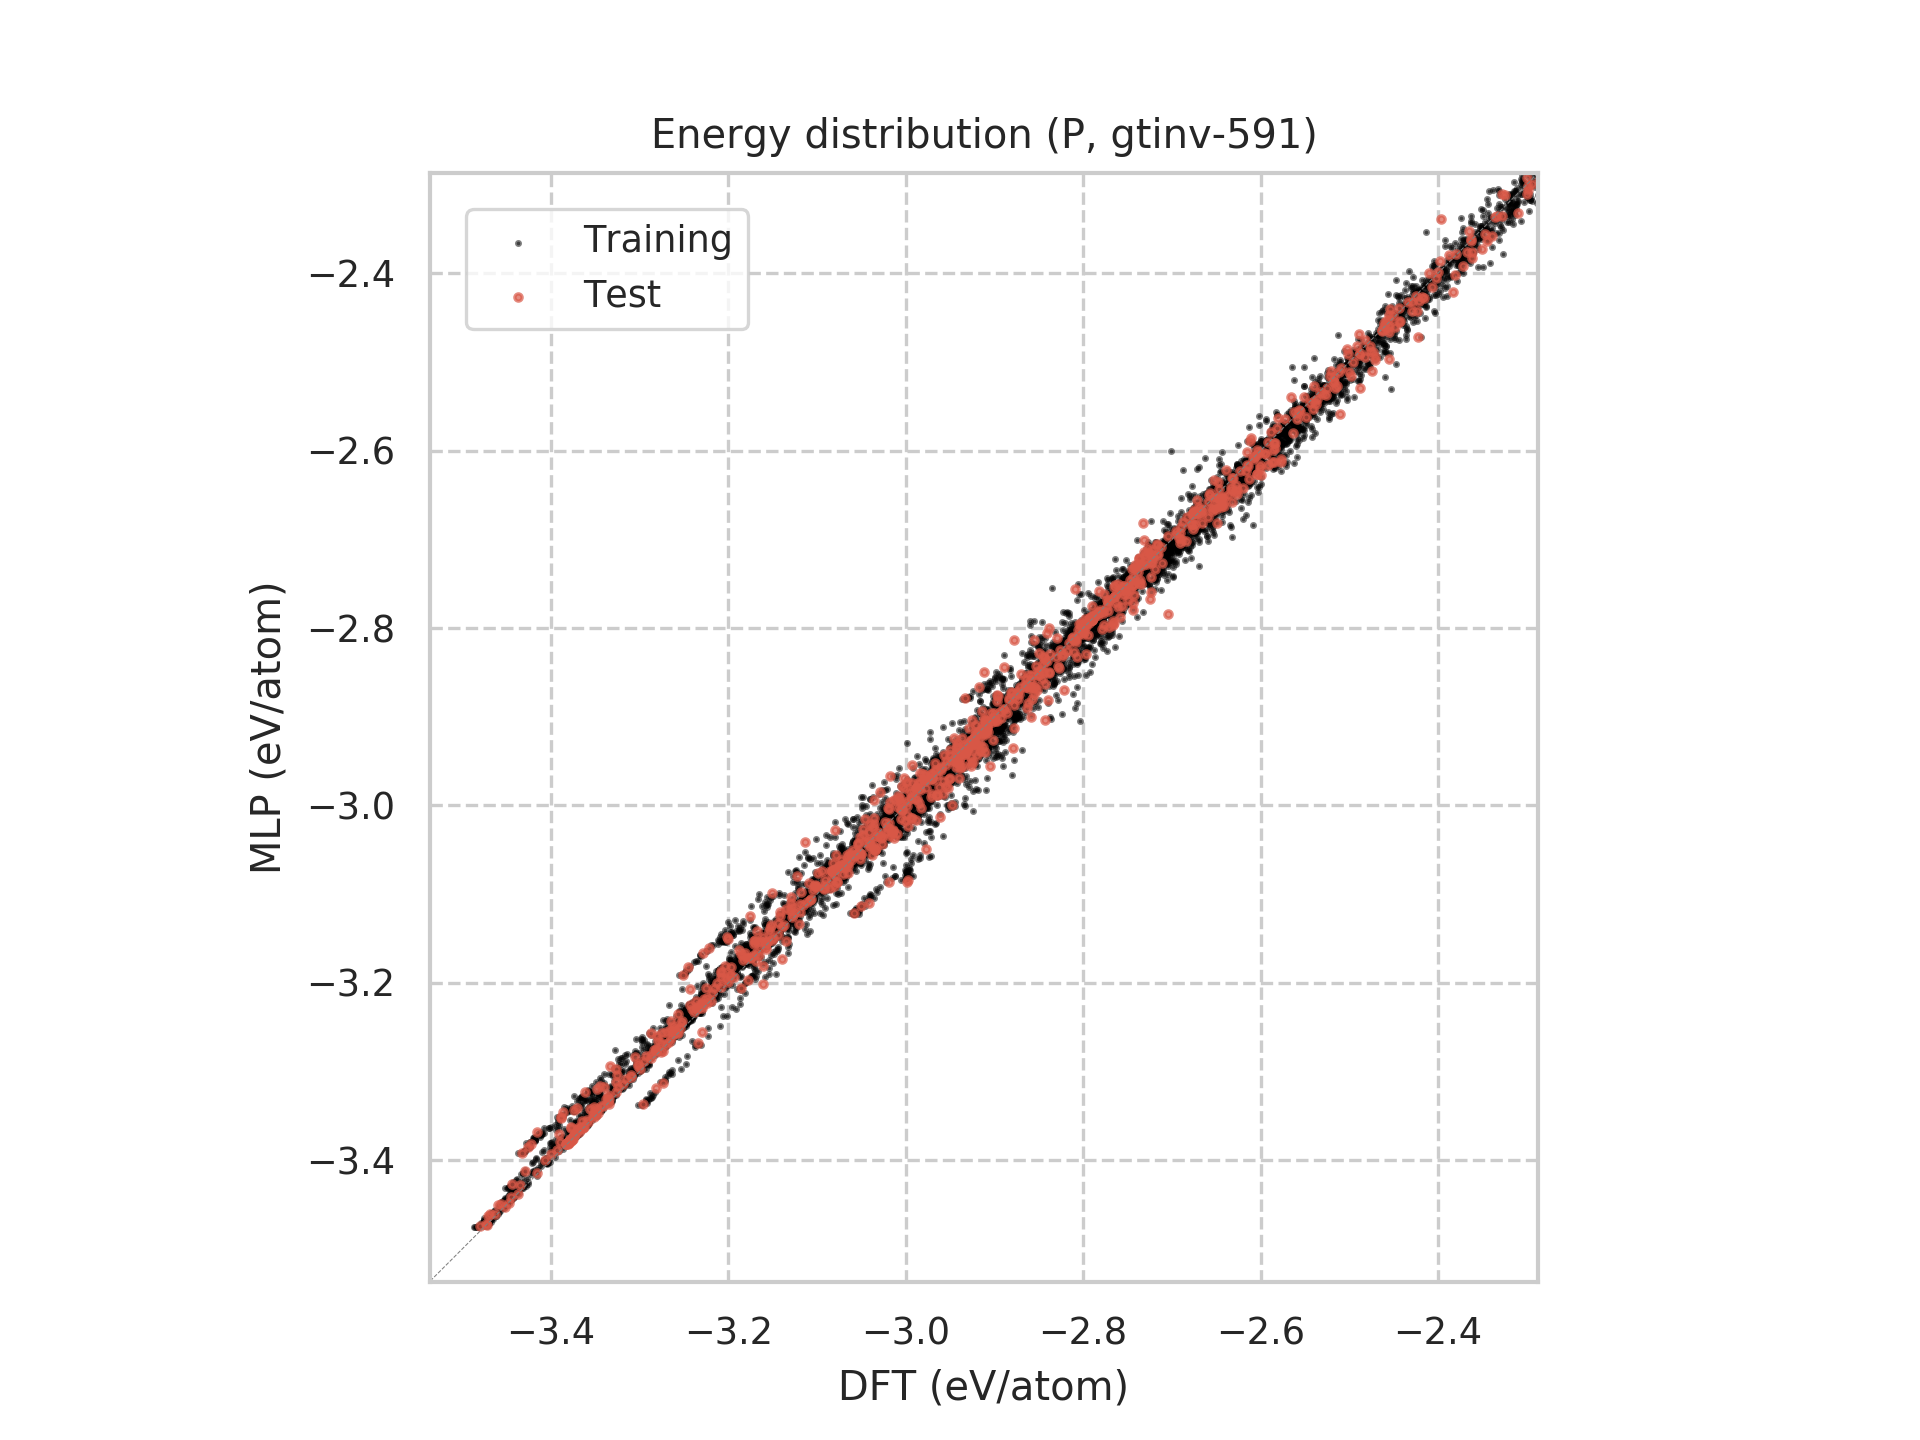 Energy distribution (P, gtinv-591)
Training
Test
−2.4
−2.6
−2.8
−3.0
−3.2
−3.4
MLP (eV/atom)
−3.4 −3.2 −3.0 −2.8 −2.6 −2.4
DFT (eV/atom)